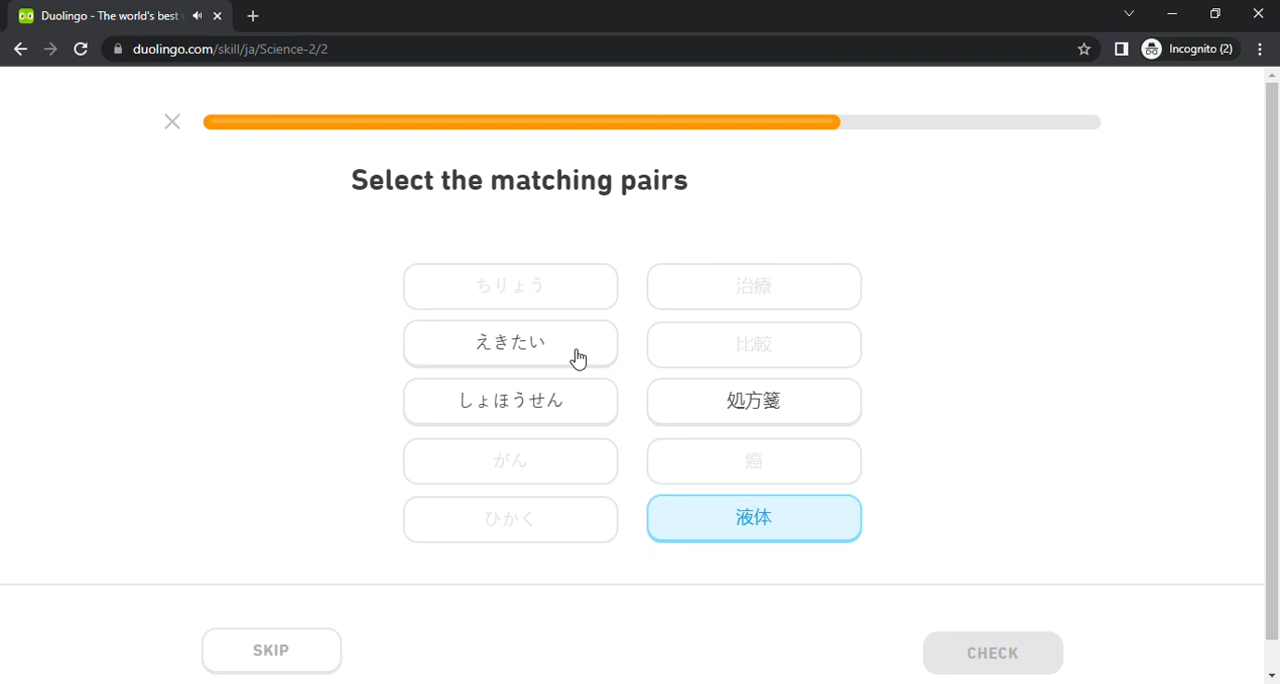 Duolingo - The world's best
duolingo.com/skill/ja/Science-2/2
Incognito (2)
Select the matching pairs
ちりょう 治療
えきたい 比較
しょほうせん 処方箋
がん 癌
ひかく 液体
SKIP
CHECK